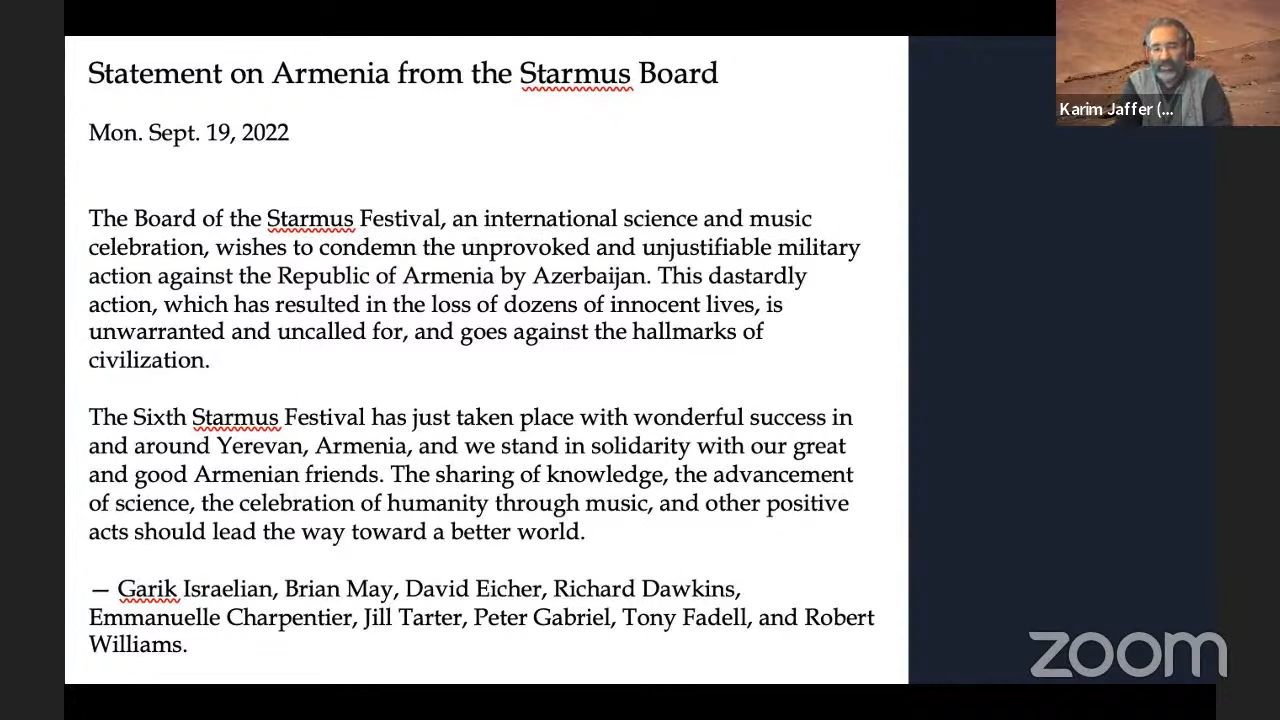 Statement on Armenia from the Starmus Board
Mon. Sept. 19, 2022
The Board of the Starmus Festival, an international science and music
celebration, wishes to condemn the unprovoked and unjustifiable military
action against the Republic of Armenia by Azerbaijan. This dastardly
action, which has resulted in the loss of dozens of innocent lives, is
unwarranted and uncalled for, and goes against the hallmarks of
civilization.
The Sixth Starmus Festival has just taken place with wonderful success in
and around Yerevan, Armenia, and we stand in solidarity with our great
and good Armenian friends. The sharing of knowledge, the advancement
of science, the celebration of humanity through music, and other positive
acts should lead the way toward a better world.
— Garik Israelian, Brian May, David Eicher, Richard Dawkins,
Emmanuelle Charpentier, Jill Tarter, Peter Gabriel, Tony Fadell, and Robert
Williams.
Karim Jaffer (...
zoom